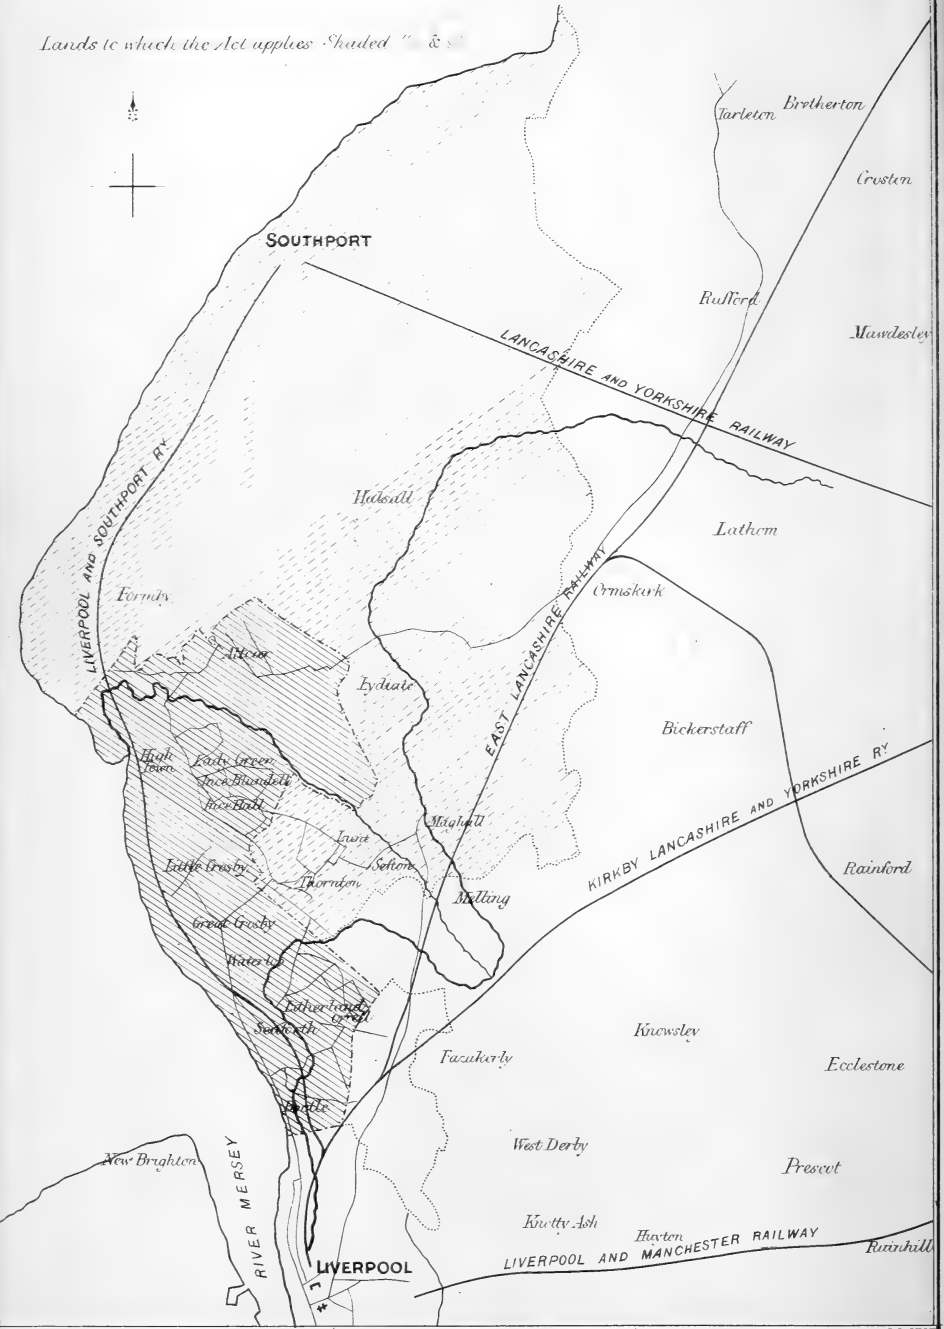 Lands to which the Act applies Shaded " &
Tarleton
Bretherton
Croston
SOUTHPORT
Rufford
Mawdesley
LANCASHIRE AND YORKSHIRE RAILWAY
LIVERPOOL AND SOUTHPORT RY
Halsall
Lathom
Formby
Ormskirk
EAST LANCASHIRE RAILWAY
Altcar
Lydiate
Bickerstaff
High
Town
Lady Green
Ince Blundell
Ince Hall
KIRKBY LANCASHIRE AND YORKSHIRE RY
Maghull
Lunt
Little Crosby
Sefton
Thornton
Rainford
Melling
Great Crosby
Waterloo
Litherland
Orrell
Seaforth
Knowsley
Fazakerly
Ecclestone
Bootle
New Brighton
West Derby
Prescot
RIVER MERSEY
Knotty Ash
Huyton
LIVERPOOL AND MANCHESTER RAILWAY
Rainhill
LIVERPOOL